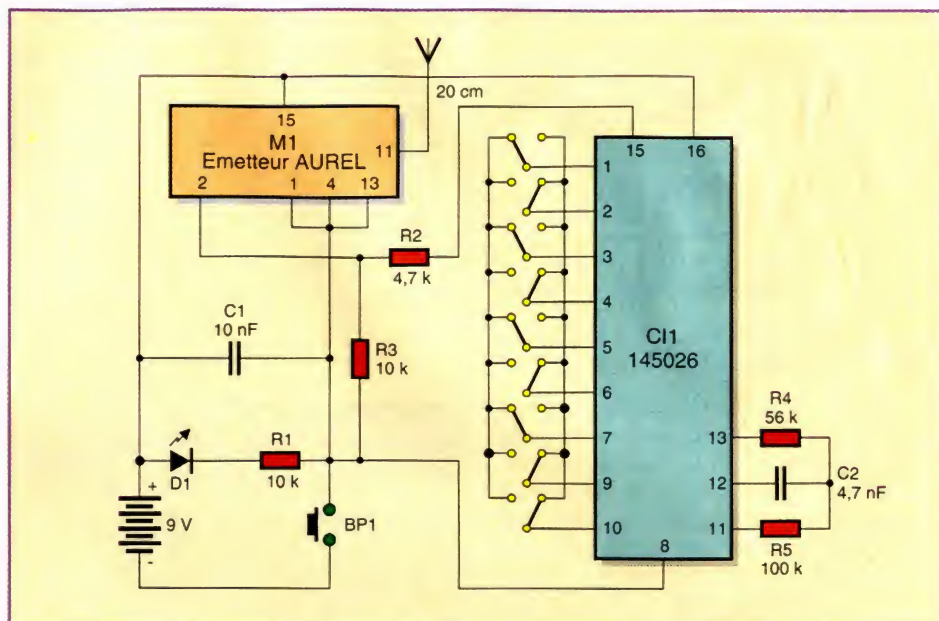 20 cm
15
M1
Emetteur AUREL
11
2
1
4
13
R2
4,7 k
C1
10 nF
R3
10 k
D1
R1
10 k
+
9 V
-
BP1
15
16
1
2
3
4
5
6
7
9
10
CI1
145026
13
12
11
8
R4
56 k
C2
4,7 nF
R5
100 k